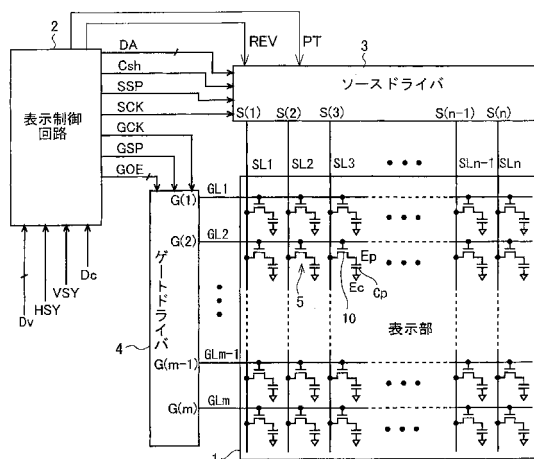 2
REV
PT
3
DA
Csh
SSP
SCK
GCK
GSP
GOE
表示制御
回路
ソースドライバ
S(1) S(2) S(3) S(n-1) S(n)
SL1 SL2 SL3 ••• SLn-1 SLn
G(1) GL1
•••
G(2) GL2
Ep
•••
Cp
Ec
5
10
Dv
HSY
VSY
Dc
ゲートドライバ
4
表示部
G(m-1) GLm-1
•••
G(m) GLm
•••
1